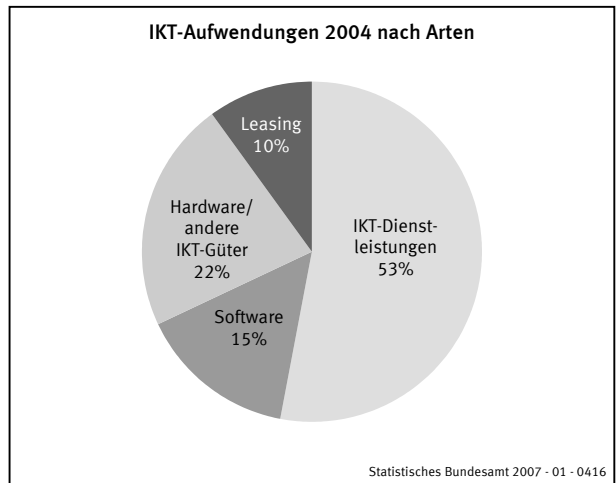 IKT-Aufwendungen 2004 nach Arten
Leasing
10%
Hardware/
andere
IKT-Güter
22%
IKT-Dienst-
leistungen
53%
Software
15%
Statistisches Bundesamt 2007 - 01 - 0416